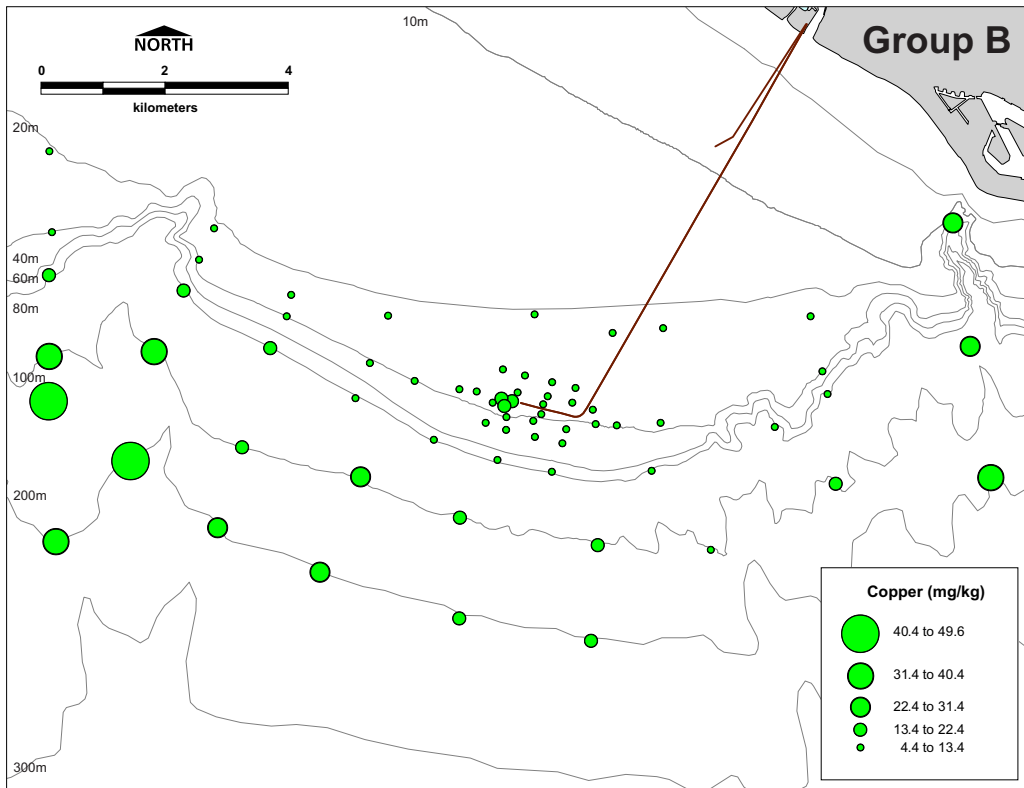 10m
Group B
NORTH
0 2 4
kilometers
20m
40m
60m
80m
100m
200m
300m
Copper (mg/kg)
40.4 to 49.6
31.4 to 40.4
22.4 to 31.4
13.4 to 22.4
4.4 to 13.4